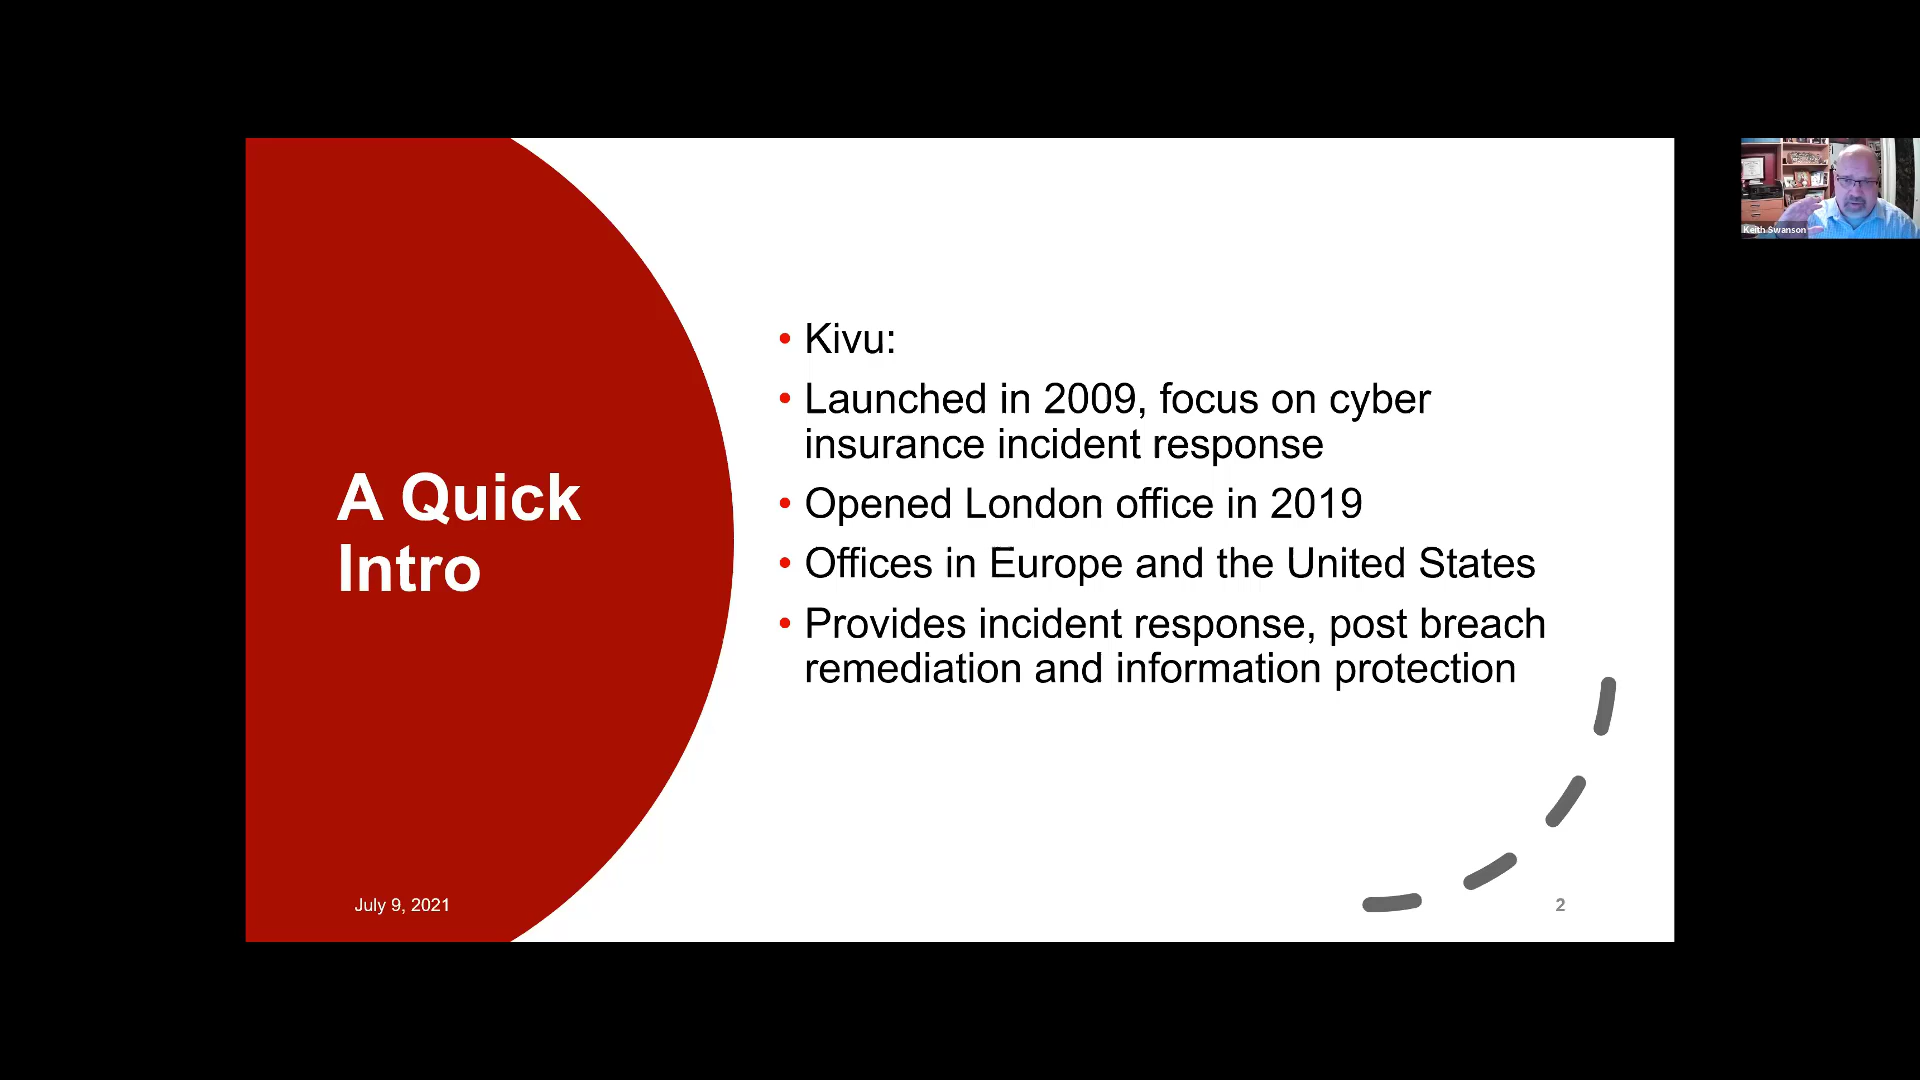 A Quick
Intro
• Kivu:
• Launched in 2009, focus on cyber
insurance incident response
• Opened London office in 2019
• Offices in Europe and the United States
• Provides incident response, post breach
remediation and information protection
July 9, 2021
2
Keith Swanson